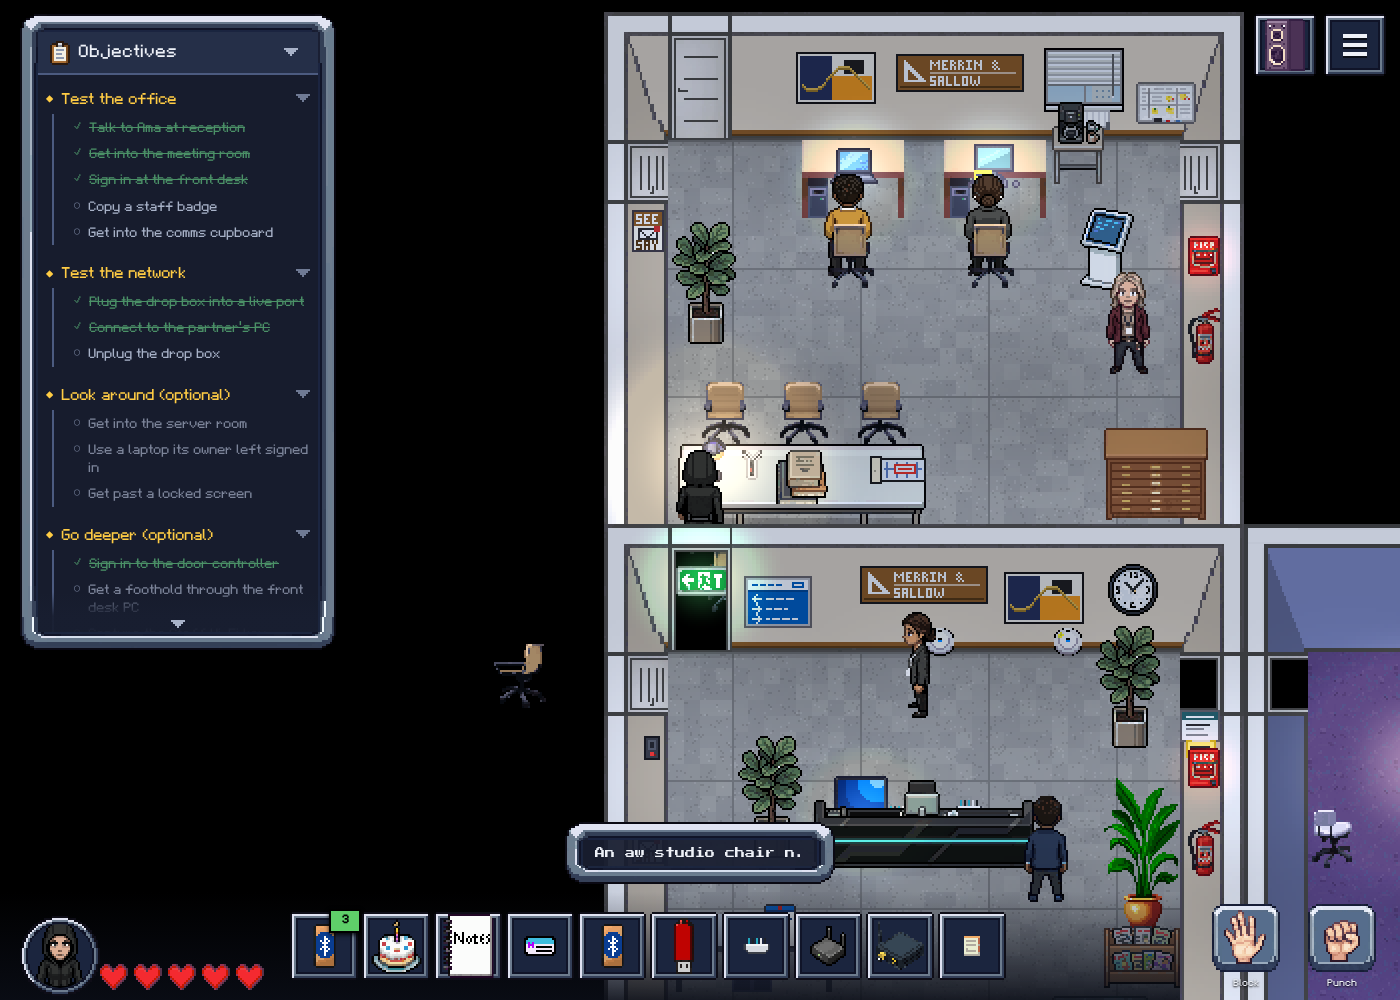 Objectives
Test the office
Talk to Ama at reception
Get into the meeting room
Sign in at the front desk
Copy a staff badge
Get into the comms cupboard
Test the network
Plug the drop box into a live port
Connect to the partner's PC
Unplug the drop box
Look around (optional)
Get into the server room
Use a laptop its owner left signed
in
Get past a locked screen
Go deeper (optional)
Sign in to the door controller
Get a foothold through the front
desk PC
MERRIN &
SALLOW
SEE
SAY
FIRE
MERRIN &
SALLOW
FIRE
An aw studio chair n.
3
Notes
Block
Punch